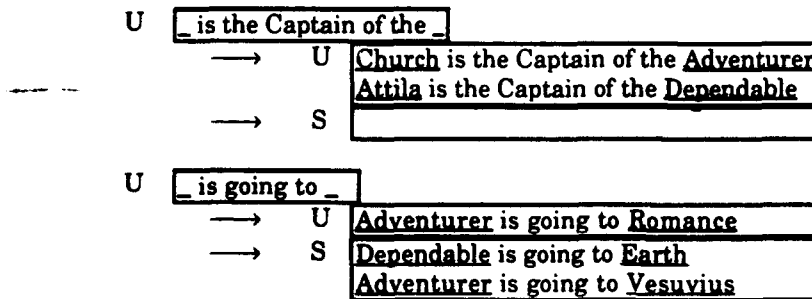 U _ is the Captain of the _
→ U Church is the Captain of the Adventurer
Attila is the Captain of the Dependable
→ S
U _ is going to _
→ U Adventurer is going to Romance
→ S Dependable is going to Earth
Adventurer is going to Vesuvius